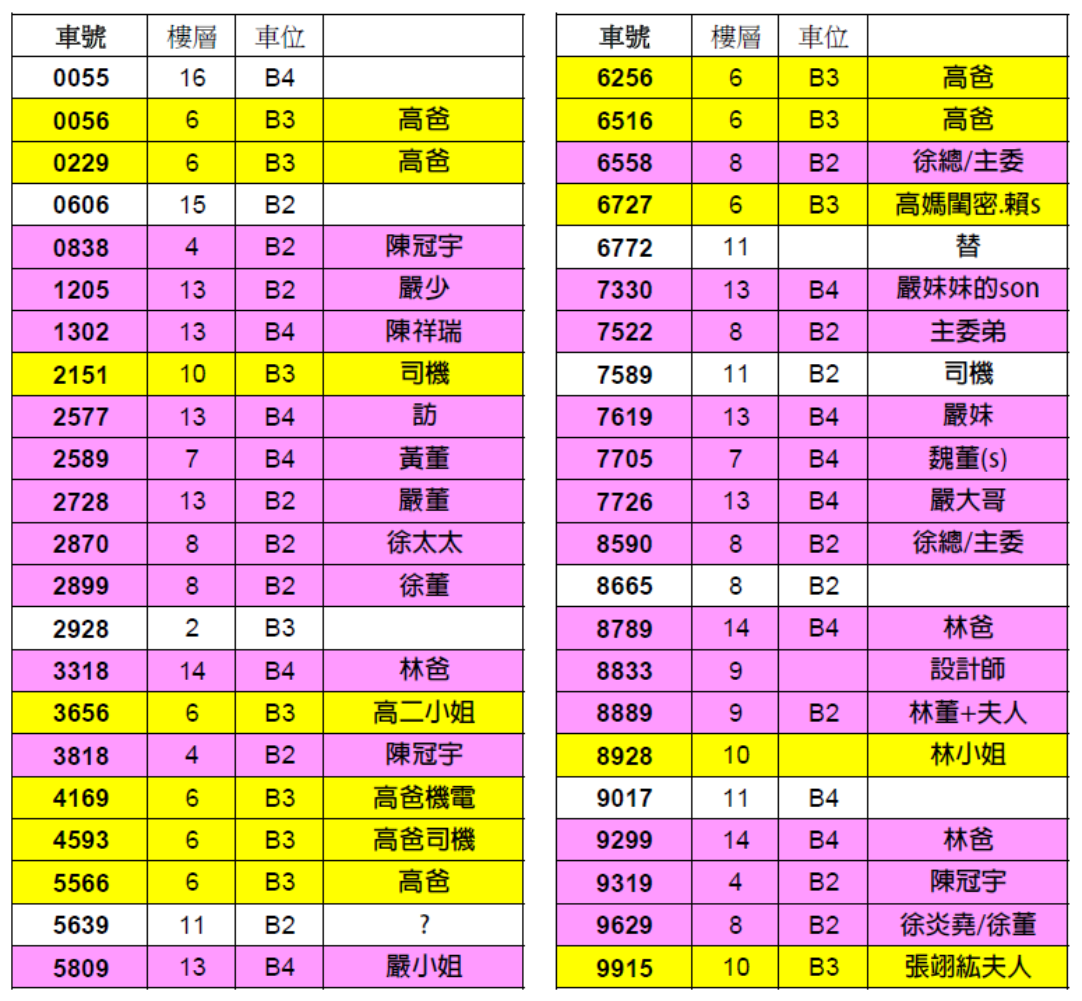 車號 樓層 車位
0055 16 B4
0056 6 B3 高爸
0229 6 B3 高爸
0606 15 B2
0838 4 B2 陳冠宇
1205 13 B2 嚴少
1302 13 B4 陳祥瑞
2151 10 B3 司機
2577 13 B4 訪
2589 7 B4 黃董
2728 13 B2 嚴董
2870 8 B2 徐太太
2899 8 B2 徐董
2928 2 B3
3318 14 B4 林爸
3656 6 B3 高二小姐
3818 4 B2 陳冠宇
4169 6 B3 高爸機電
4593 6 B3 高爸司機
5566 6 B3 高爸
5639 11 B2 ?
5809 13 B4 嚴小姐
車號 樓層 車位
6256 6 B3 高爸
6516 6 B3 高爸
6558 8 B2 徐總/主委
6727 6 B3 高媽閨密.賴s
6772 11 替
7330 13 B4 嚴妹妹的son
7522 8 B2 主委弟
7589 11 B2 司機
7619 13 B4 嚴妹
7705 7 B4 魏董(s)
7726 13 B4 嚴大哥
8590 8 B2 徐總/主委
8665 8 B2
8789 14 B4 林爸
8833 9 設計師
8889 9 B2 林董+夫人
8928 10 林小姐
9017 11 B4
9299 14 B4 林爸
9319 4 B2 陳冠宇
9629 8 B2 徐炎堯/徐董
9915 10 B3 張翊紘夫人